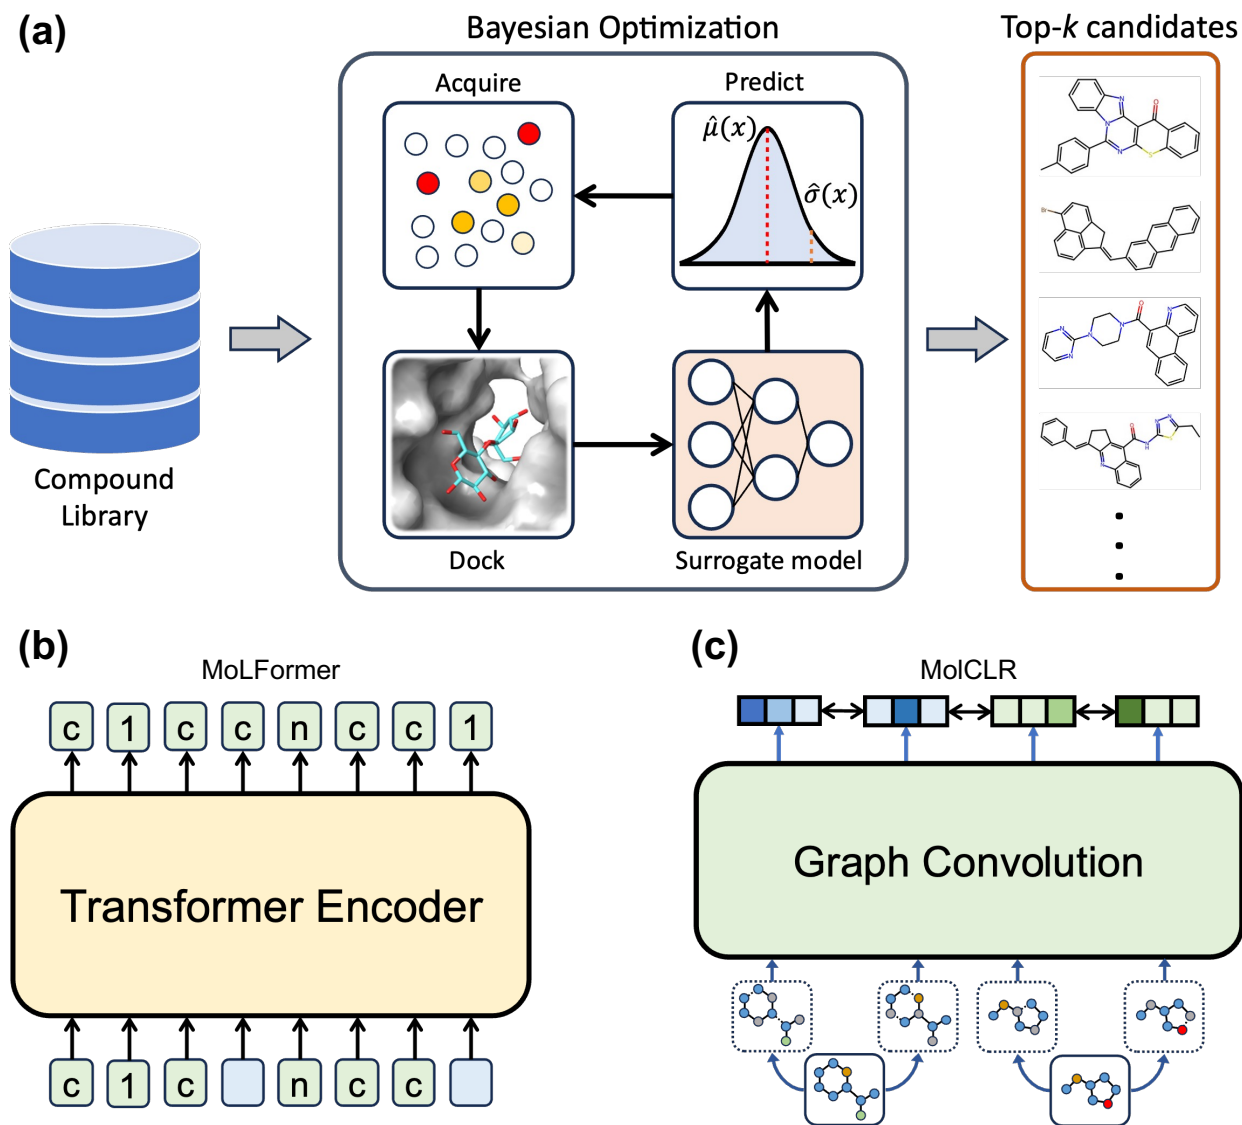 (a)
Bayesian Optimization
Top-k candidates
Acquire
Predict
μ̂(x)
σ̂(x)
Compound
Library
Dock
Surrogate model
Br
N
N
N
O
S
N
N
N
N
O
N
N
O
N
H
N
N
S
(b)
MoLFormer
c 1 c c n c c 1
Transformer Encoder
c 1 c n c c
(c)
MolCLR
Graph Convolution